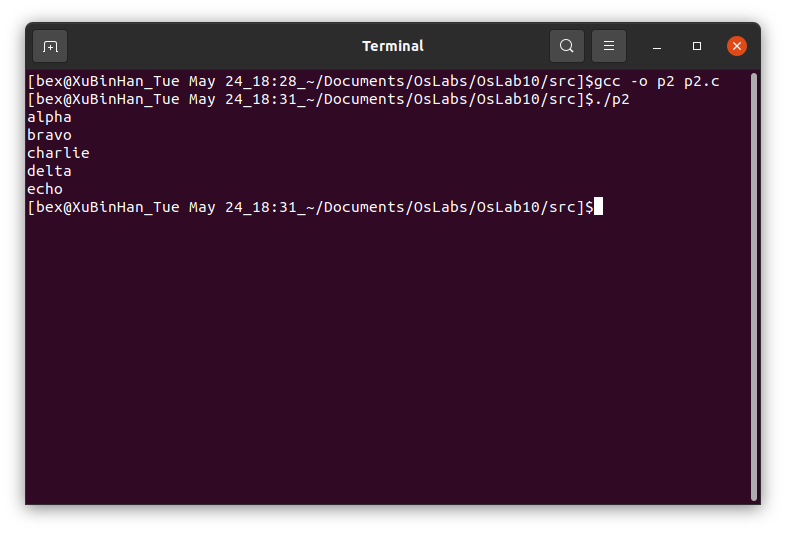 Terminal
[bex@XuBinHan_Tue May 24_18:28_~/Documents/OsLabs/OsLab10/src]$gcc -o p2 p2.c
[bex@XuBinHan_Tue May 24_18:31_~/Documents/OsLabs/OsLab10/src]$./p2
alpha
bravo
charlie
delta
echo
[bex@XuBinHan_Tue May 24_18:31_~/Documents/OsLabs/OsLab10/src]$